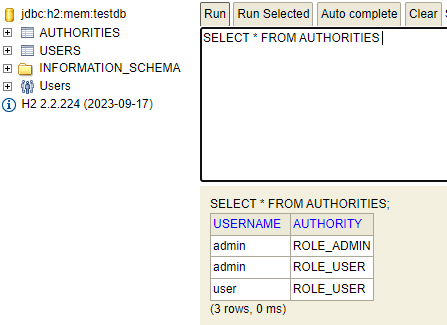 jdbc:h2:mem:testdb
AUTHORITIES
USERS
INFORMATION_SCHEMA
Users
H2 2.2.224 (2023-09-17)
Run Run Selected Auto complete Clear
SELECT * FROM AUTHORITIES
SELECT * FROM AUTHORITIES;
USERNAME AUTHORITY
admin ROLE_ADMIN
admin ROLE_USER
user ROLE_USER
(3 rows, 0 ms)